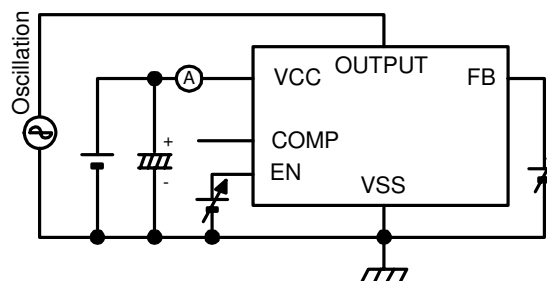 Oscillation
A
VCC
OUTPUT
FB
+
COMP
-
EN
VSS